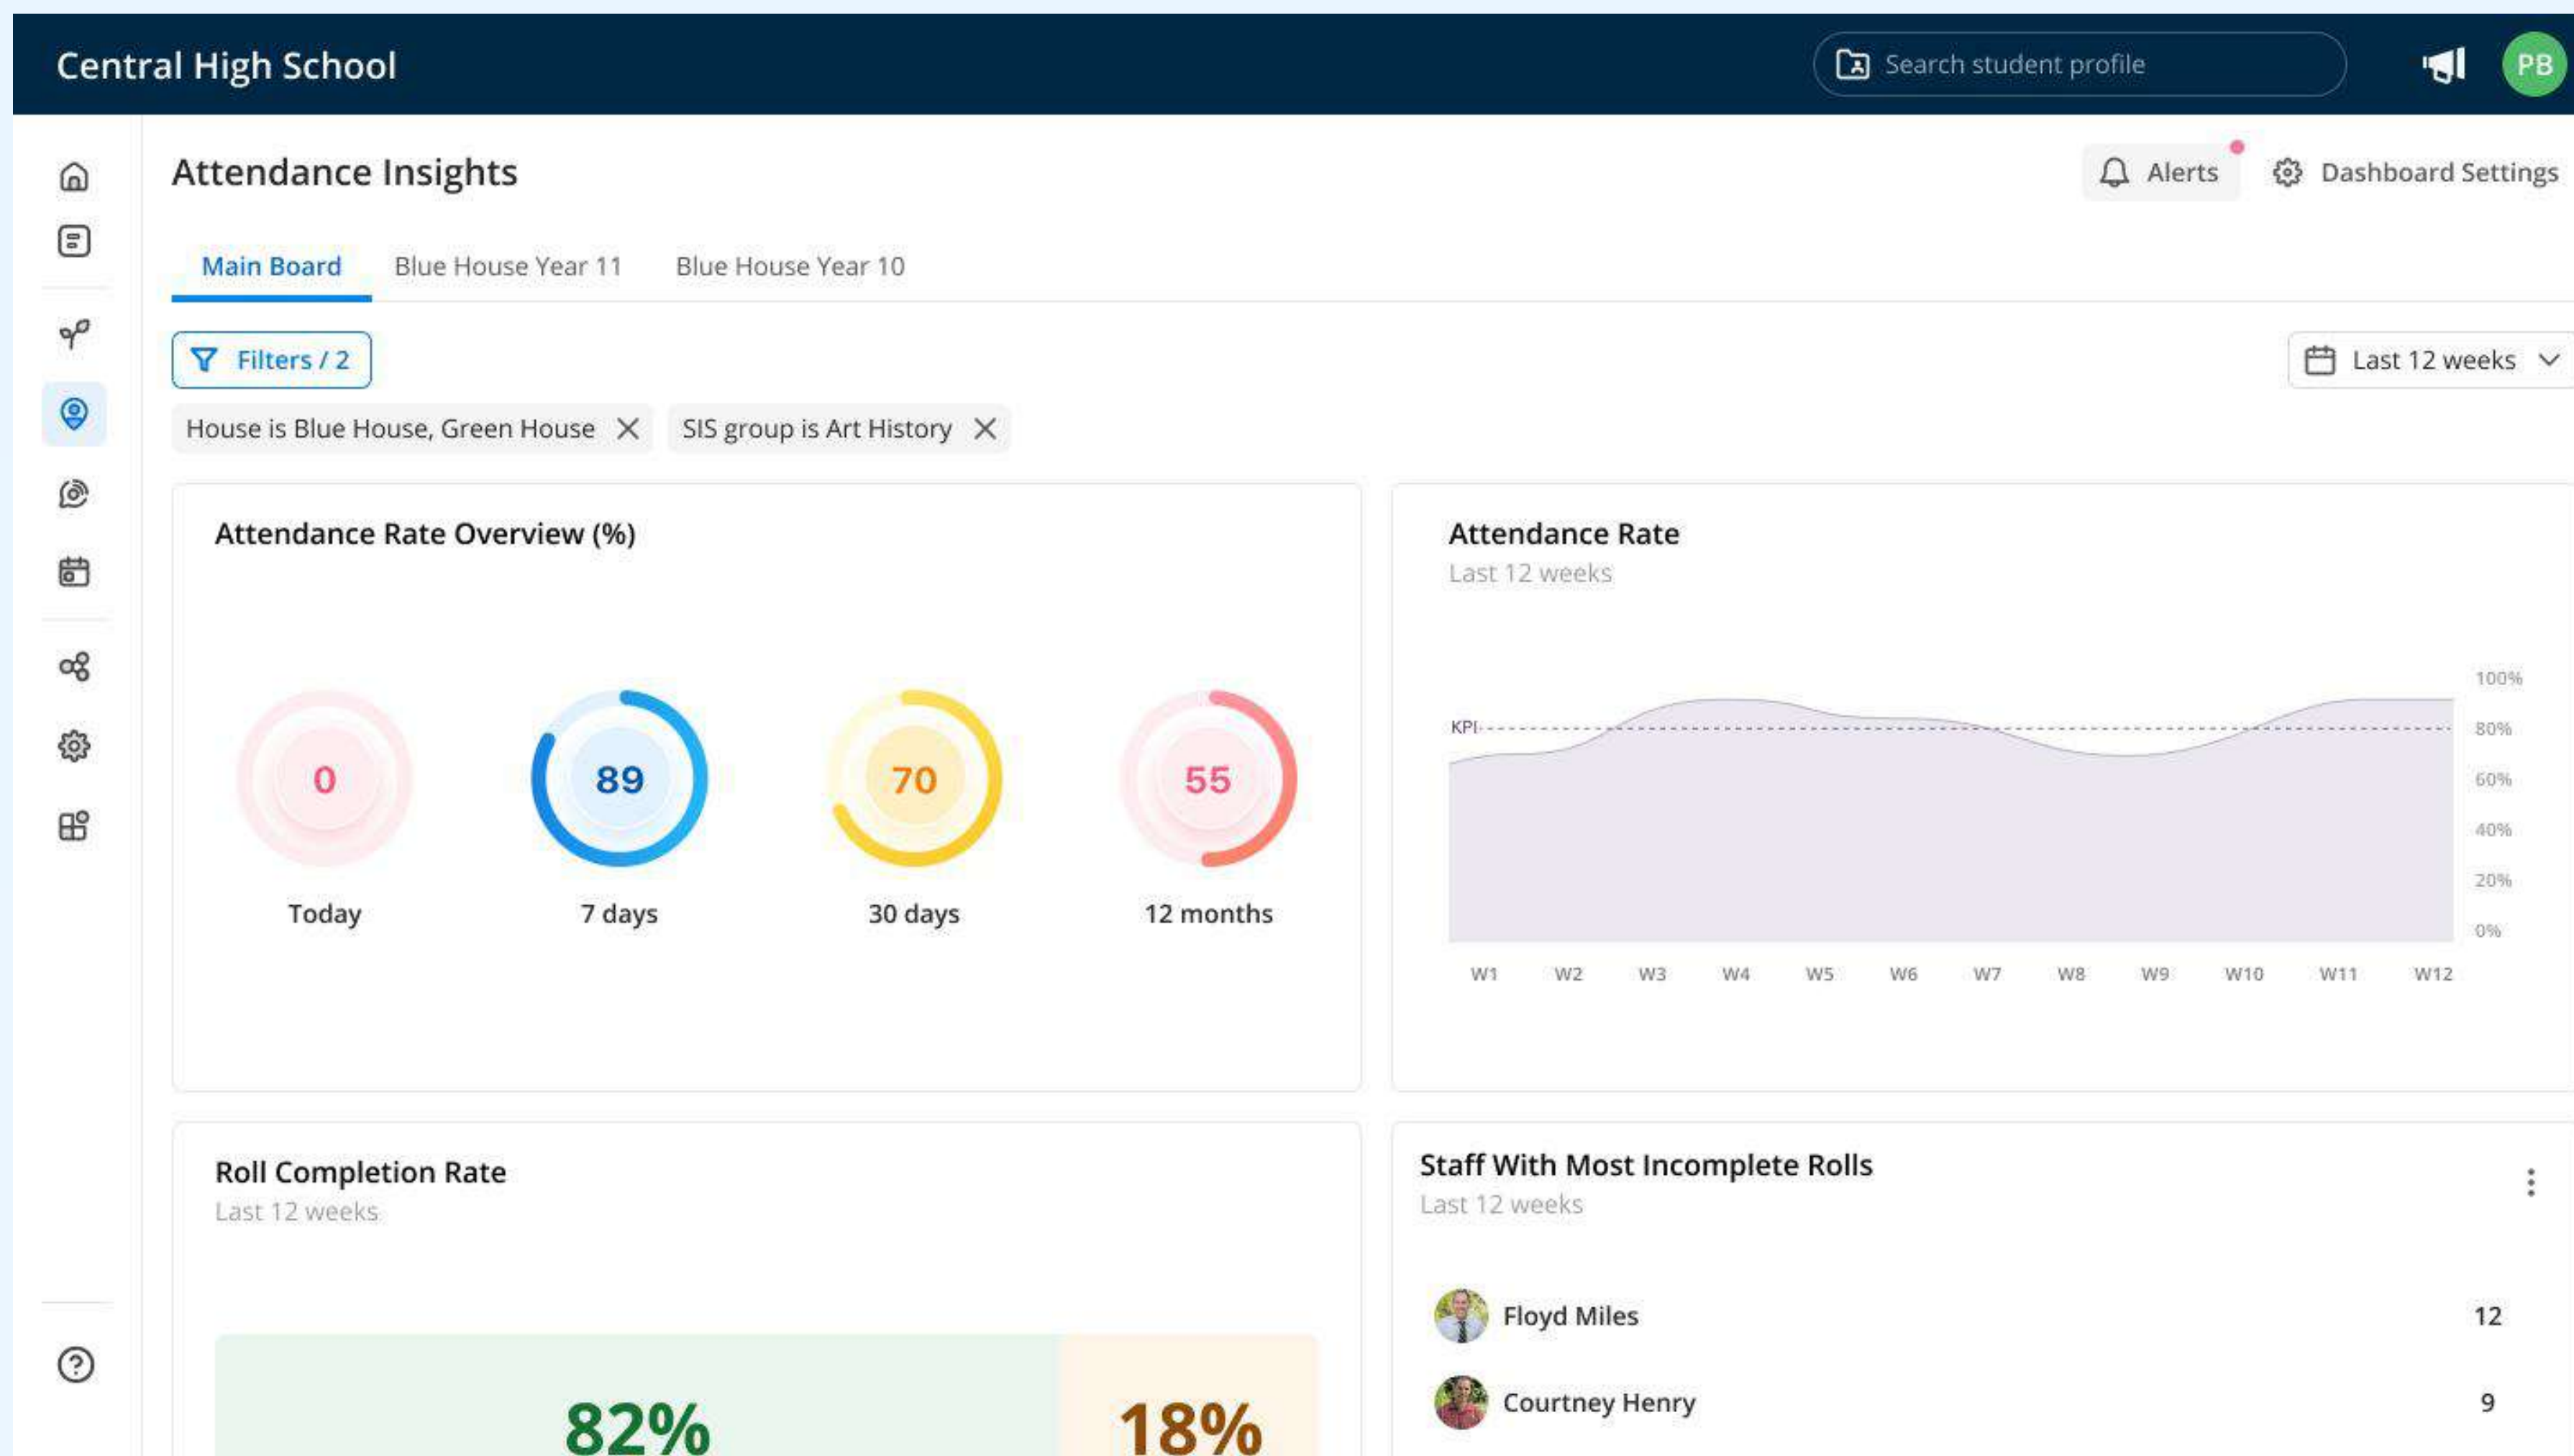 Central High School
Search student profile
PB
Attendance Insights
Alerts
Dashboard Settings
Main Board
Blue House Year 11
Blue House Year 10
Filters / 2
Last 12 weeks
House is Blue House, Green House
SIS group is Art History
Attendance Rate Overview (%)
0
89
70
55
Today
7 days
30 days
12 months
Attendance Rate
Last 12 weeks
KPI
100%
80%
60%
40%
20%
0%
W1 W2 W3 W4 W5 W6 W7 W8 W9 W10 W11 W12
Roll Completion Rate
Last 12 weeks
82%
18%
Staff With Most Incomplete Rolls
Last 12 weeks
Floyd Miles 12
Courtney Henry 9